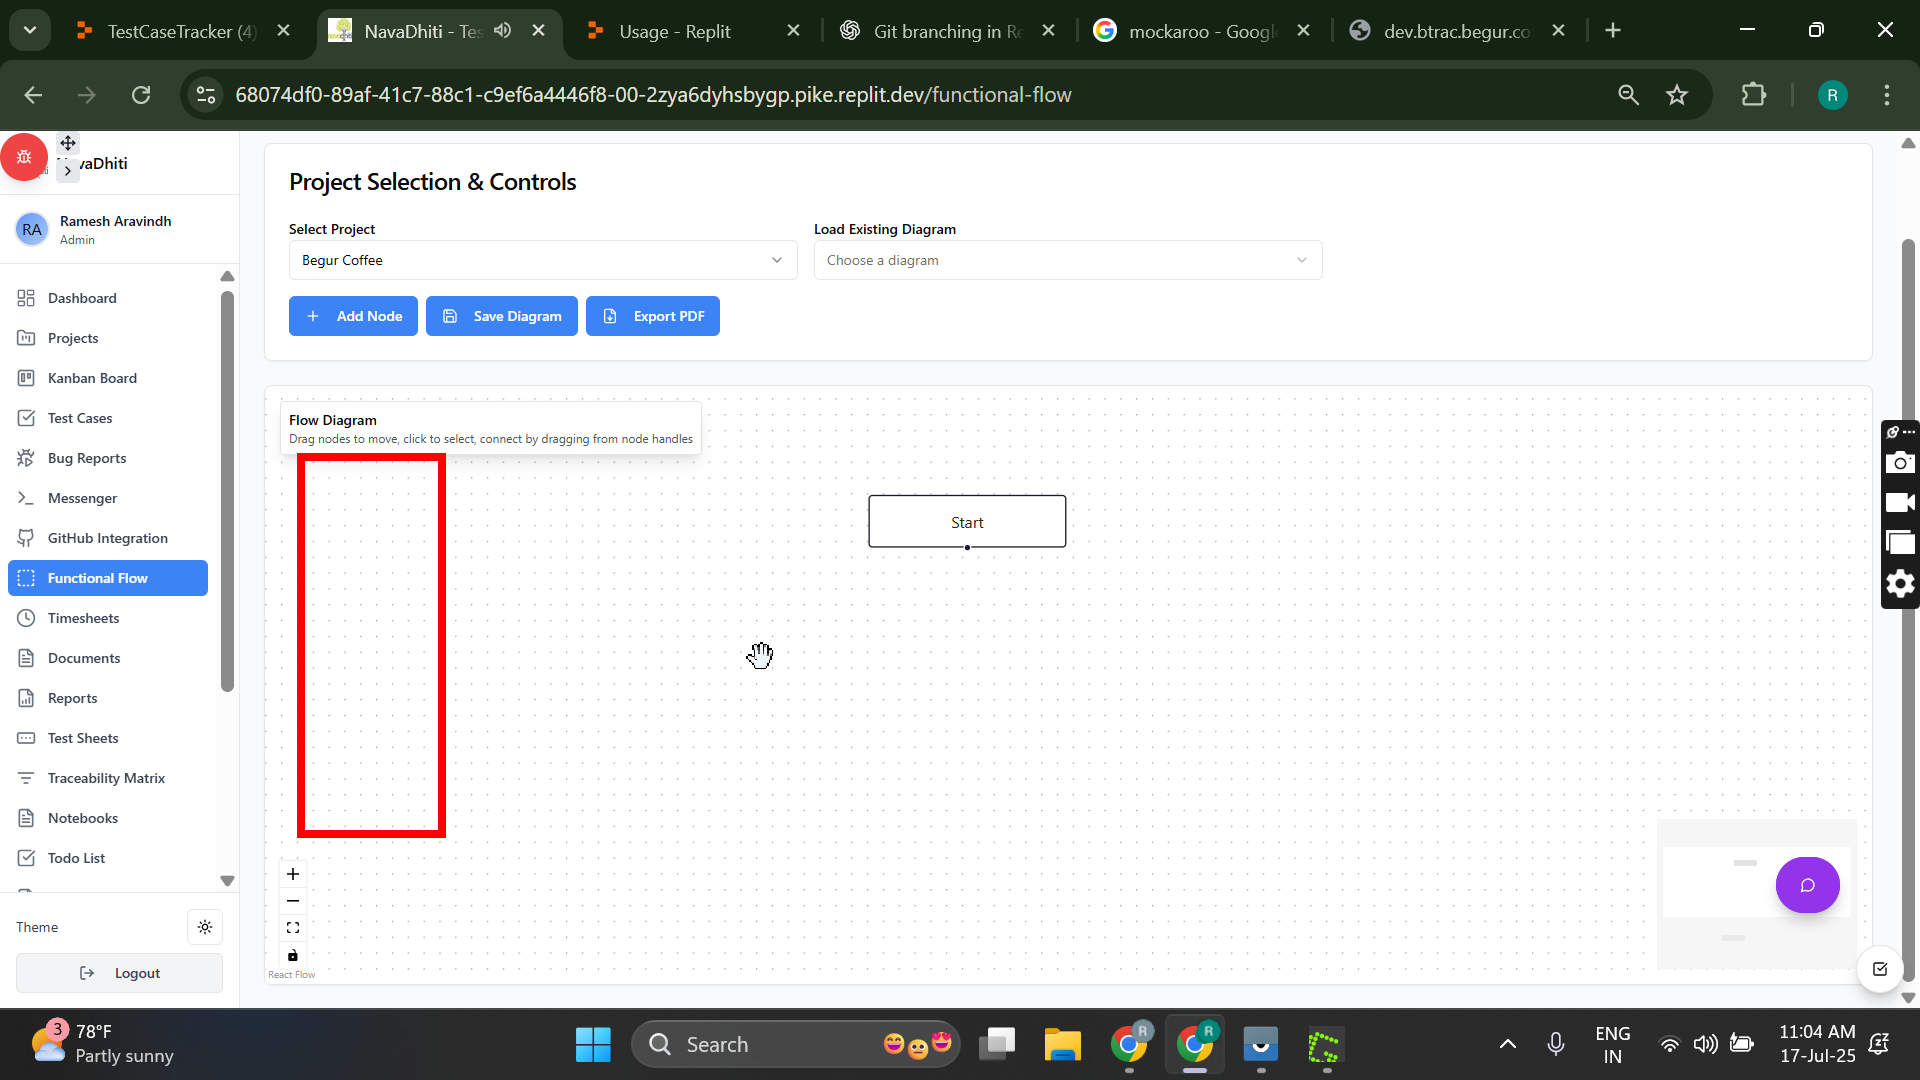 TestCaseTracker (4)
NavaDhiti - Tes
Usage - Replit
Git branching in Re
mockaroo - Googl
dev.btrac.begur.co
68074df0-89af-41c7-88c1-c9ef6a4446f8-00-2zya6dyhsbygp.pike.replit.dev/functional-flow
R
vaDhiti
RA
Ramesh Aravindh
Admin
Dashboard
Projects
Kanban Board
Test Cases
Bug Reports
Messenger
GitHub Integration
Functional Flow
Timesheets
Documents
Reports
Test Sheets
Traceability Matrix
Notebooks
Todo List
Theme
Logout
Project Selection & Controls
Select Project
Load Existing Diagram
Begur Coffee
Choose a diagram
Add Node
Save Diagram
Export PDF
Flow Diagram
Drag nodes to move, click to select, connect by dragging from node handles
Start
React Flow
3
78°F
Partly sunny
Search
R
R
ENG
IN
11:04 AM
17-Jul-25